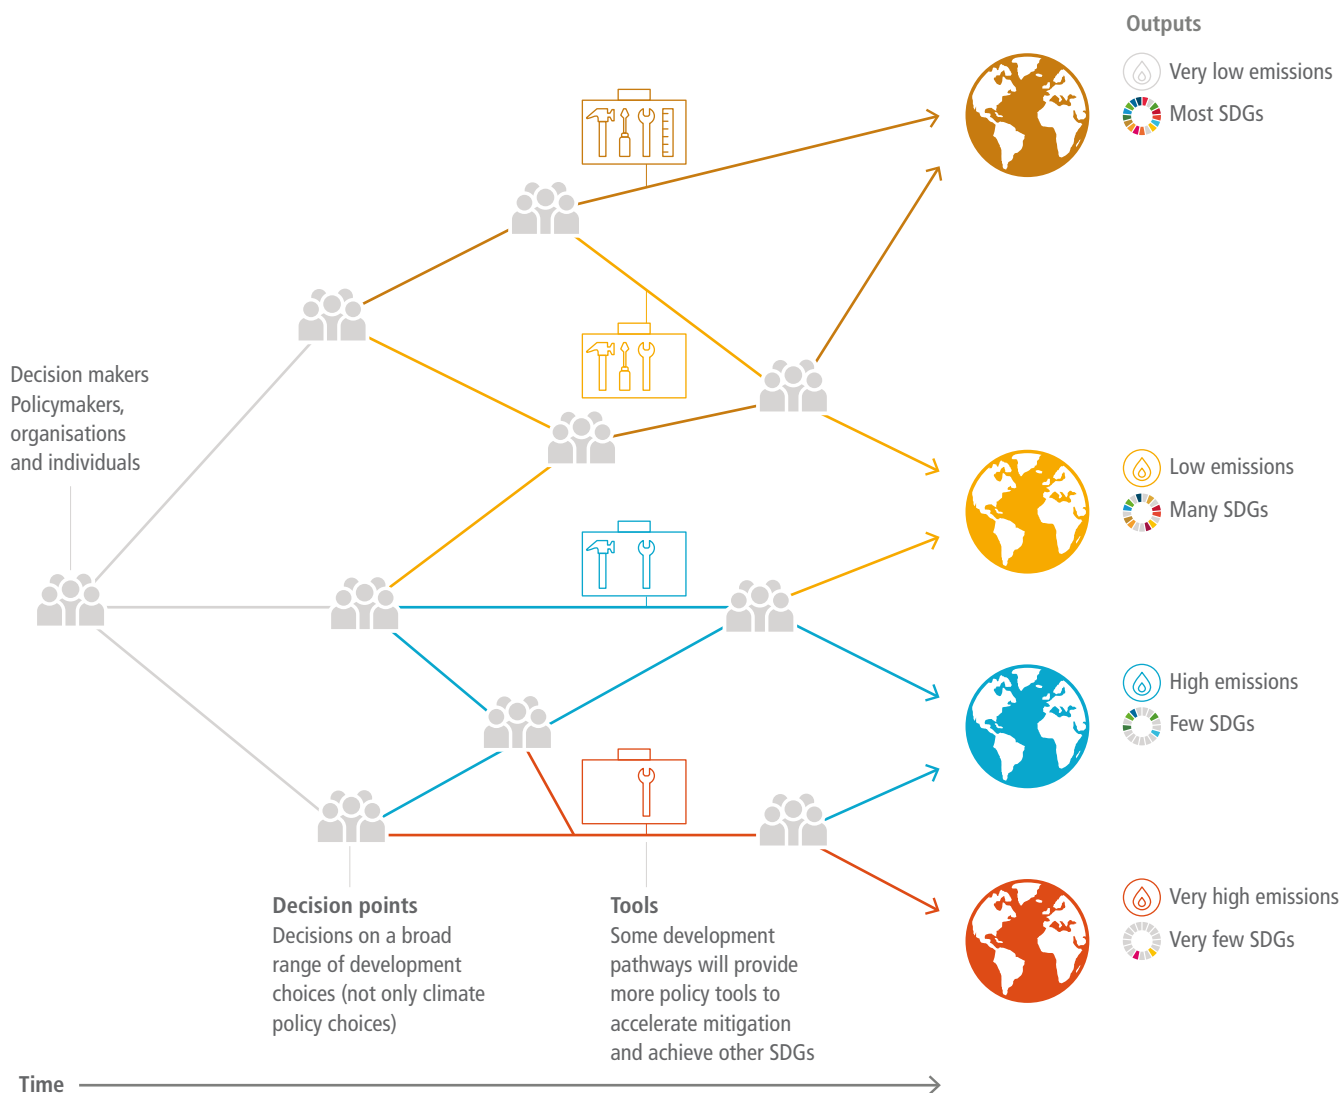 Outputs
Very low emissions
Most SDGs
Decision makers
Policymakers,
organisations
and individuals
Low emissions
Many SDGs
High emissions
Few SDGs
Very high emissions
Very few SDGs
Decision points
Decisions on a broad
range of development
choices (not only climate
policy choices)
Tools
Some development
pathways will provide
more policy tools to
accelerate mitigation
and achieve other SDGs
Time